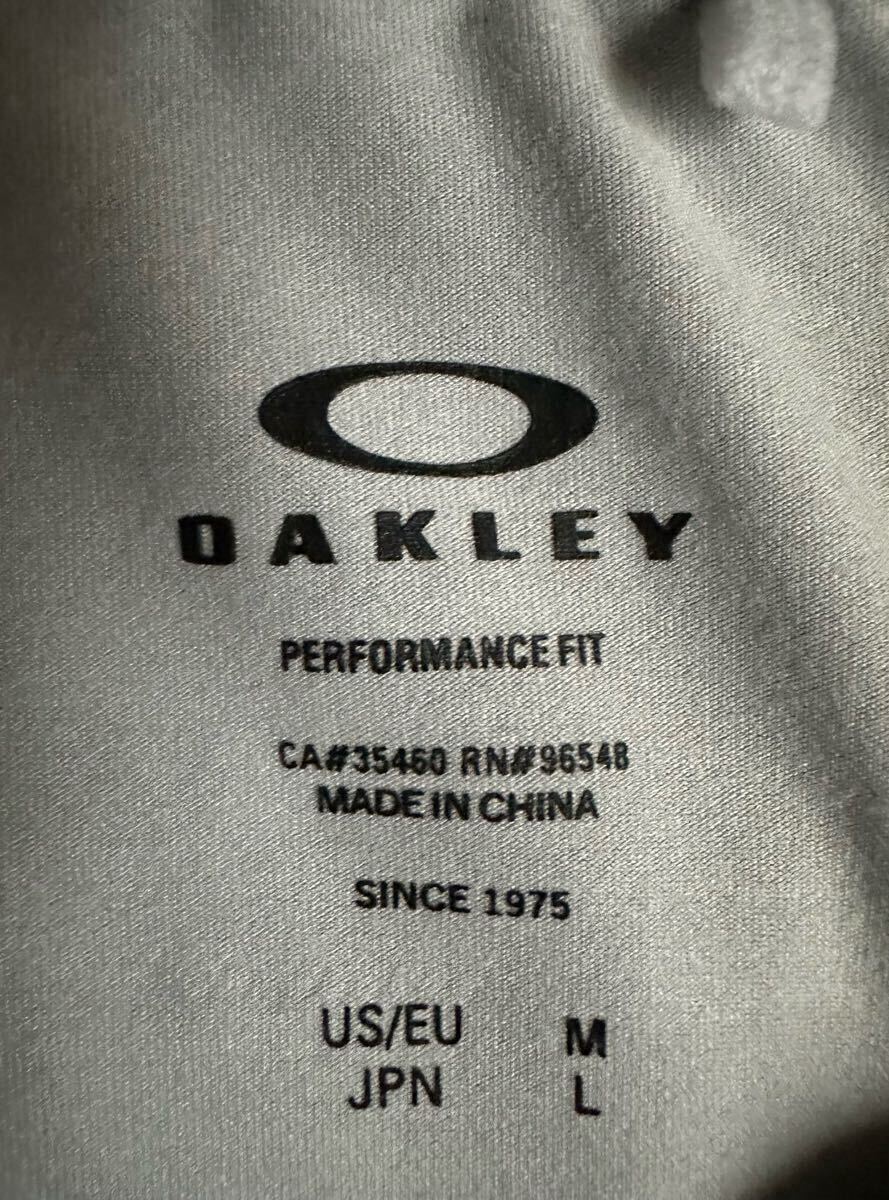 OAKLEY
PERFORMANCE FIT
CA#35460 RN#96548
MADE IN CHINA
SINCE 1975
US/EU M
JPN L